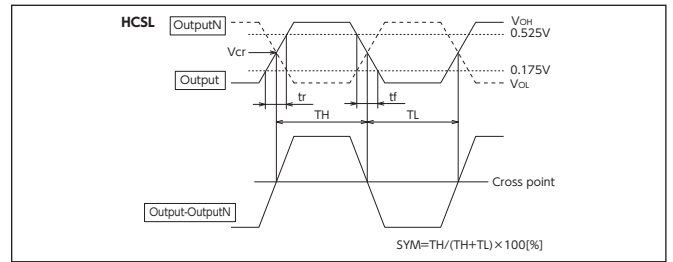 HCSL
OutputN
VOH
0.525V
Vcr
0.175V
Output
VOL
tr
tf
TH
TL
Cross point
Output-OutputN
SYM=TH/(TH+TL)×100[%]